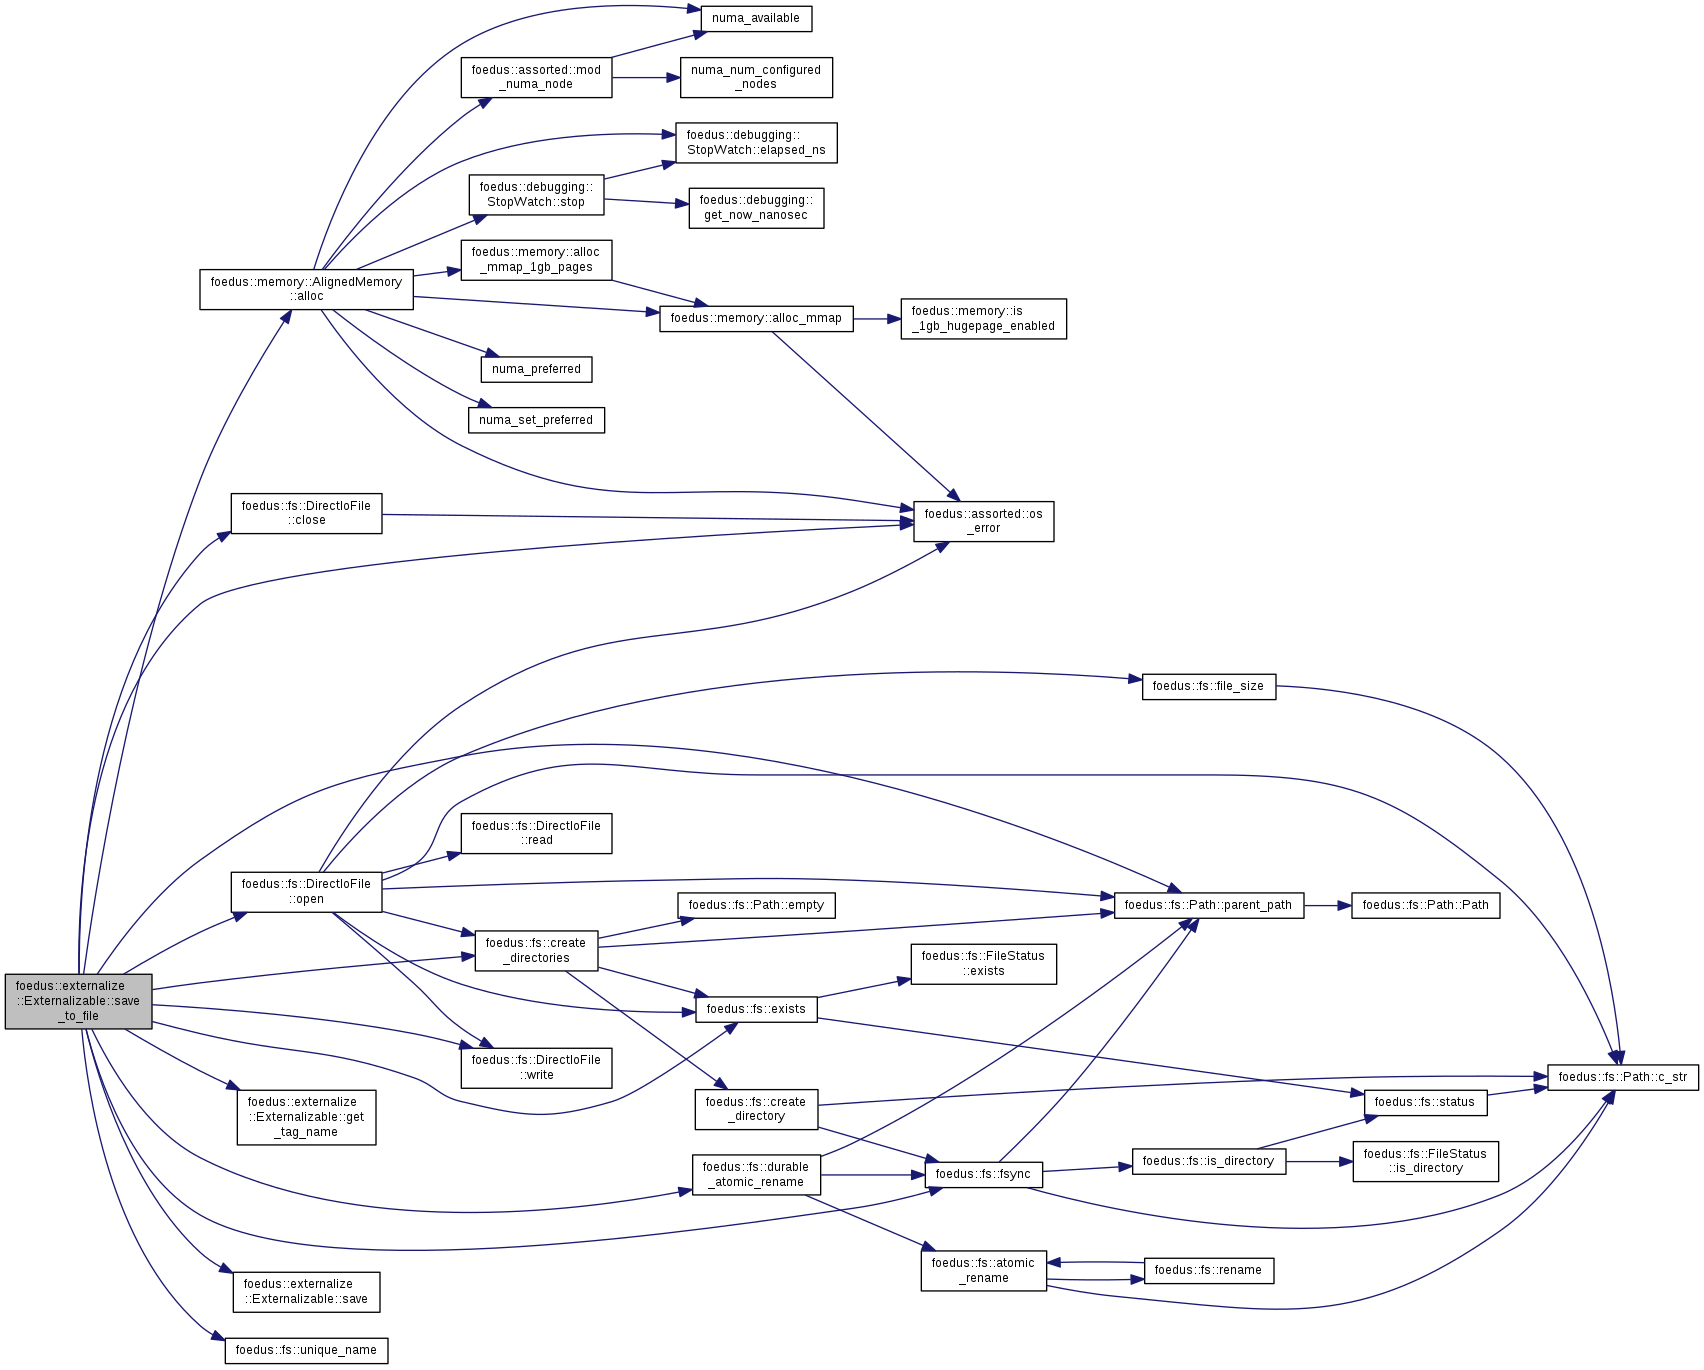 numa_available
foedus::assorted::mod
_numa_node
numa_num_configured
_nodes
foedus::debugging::
StopWatch::elapsed_ns
foedus::debugging::
StopWatch::stop
foedus::debugging::
get_now_nanosec
foedus::memory::alloc
_mmap_1gb_pages
foedus::memory::AlignedMemory
::alloc
foedus::memory::alloc_mmap
foedus::memory::is
_1gb_hugepage_enabled
numa_preferred
numa_set_preferred
foedus::fs::DirectIoFile
::close
foedus::assorted::os
_error
foedus::fs::file_size
foedus::fs::DirectIoFile
::read
foedus::fs::DirectIoFile
::open
foedus::fs::Path::empty
foedus::fs::Path::parent_path
foedus::fs::Path::Path
foedus::fs::create
_directories
foedus::fs::FileStatus
::exists
foedus::externalize
::Externalizable::save
_to_file
foedus::fs::exists
foedus::fs::DirectIoFile
::write
foedus::fs::Path::c_str
foedus::externalize
::Externalizable::get
_tag_name
foedus::fs::create
_directory
foedus::fs::status
foedus::fs::durable
_atomic_rename
foedus::fs::fsync
foedus::fs::is_directory
foedus::fs::FileStatus
::is_directory
foedus::fs::atomic
_rename
foedus::fs::rename
foedus::externalize
::Externalizable::save
foedus::fs::unique_name